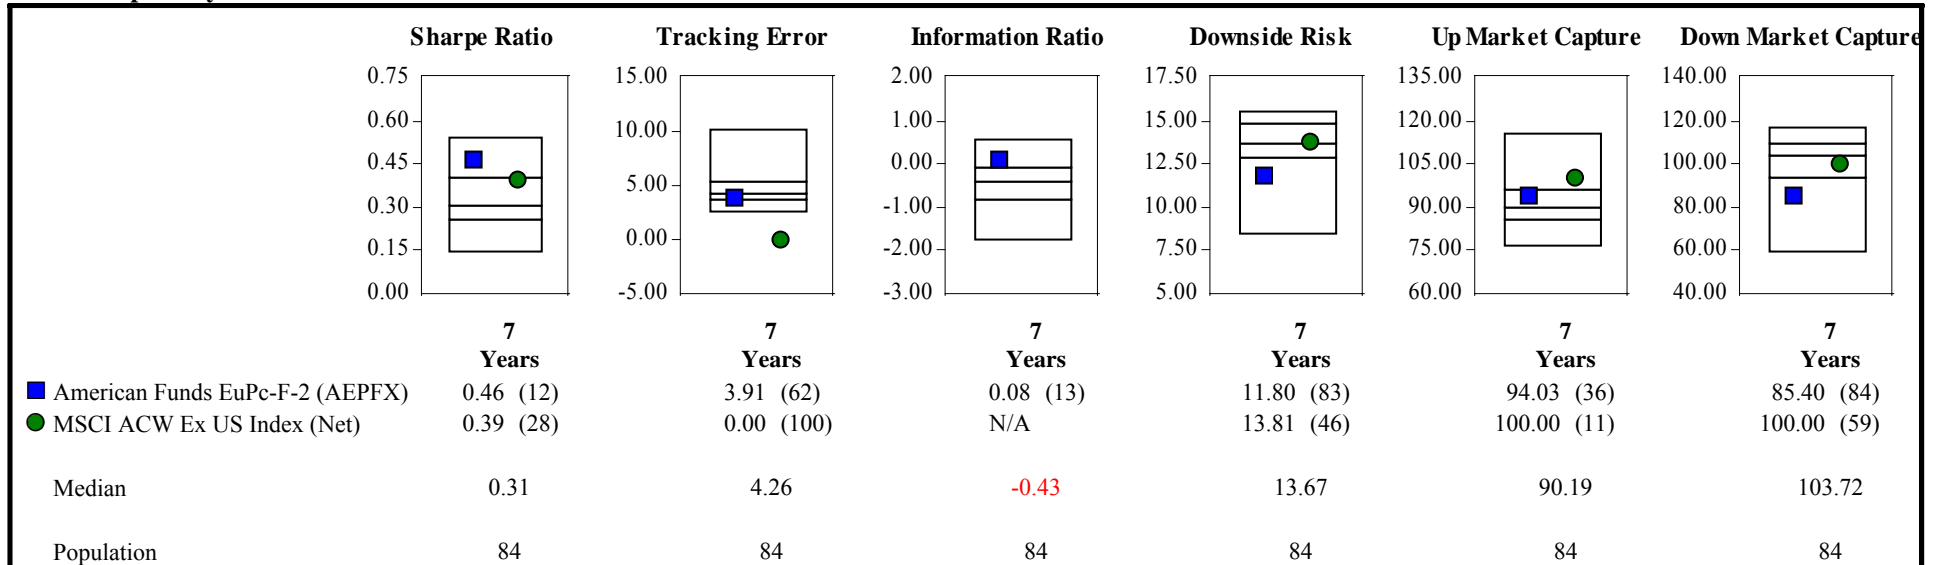 Sharpe Ratio Tracking Error Information Ratio Downside Risk Up Market Capture Down Market Capture
0.75 15.00 2.00 17.50 135.00 140.00
0.60 10.00 1.00 15.00 120.00 120.00
0.45 5.00 0.00 12.50 105.00 100.00
0.30 0.00 -1.00 10.00 90.00 80.00
0.15 -5.00 -2.00 7.50 75.00 60.00
0.00 -3.00 5.00 60.00 40.00
7 7 7 7 7 7
Years Years Years Years Years Years
American Funds EuPc-F-2 (AEPFX) 0.46 (12) 3.91 (62) 0.08 (13) 11.80 (83) 94.03 (36) 85.40 (84)
MSCI ACW Ex US Index (Net) 0.39 (28) 0.00 (100) N/A 13.81 (46) 100.00 (11) 100.00 (59)
Median 0.31 4.26 -0.43 13.67 90.19 103.72
Population 84 84 84 84 84 84